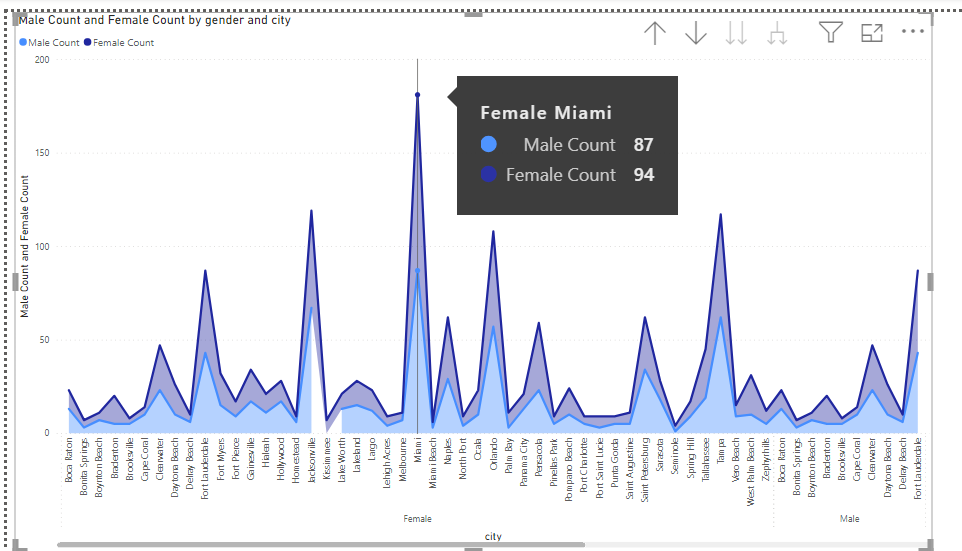 Male Count and Female Count by gender and city
Male Count Female Count
Male Count and Female Count
200
150
100
50
0
Female Miami
Male Count 87
Female Count 94
Boca Raton
Bonita Springs
Boynton Beach
Bradenton
Brooksville
Cape Coral
Clearwater
Daytona Beach
Delray Beach
Fort Lauderdale
Fort Myers
Fort Pierce
Gainesville
Hialeah
Hollywood
Homestead
Jacksonville
Kissimmee
Lake Worth
Lakeland
Largo
Lehigh Acres
Melbourne
Miami
Miami Beach
Naples
North Port
Ocala
Orlando
Palm Bay
Panama City
Pensacola
Pinellas Park
Pompano Beach
Port Charlotte
Port Saint Lucie
Punta Gorda
Saint Augustine
Saint Petersburg
Sarasota
Seminole
Spring Hill
Tallahassee
Tampa
Vero Beach
West Palm Beach
Zephyrhills
Boca Raton
Bonita Springs
Boynton Beach
Bradenton
Brooksville
Cape Coral
Clearwater
Daytona Beach
Delray Beach
Fort Lauderdale
Female
Male
city